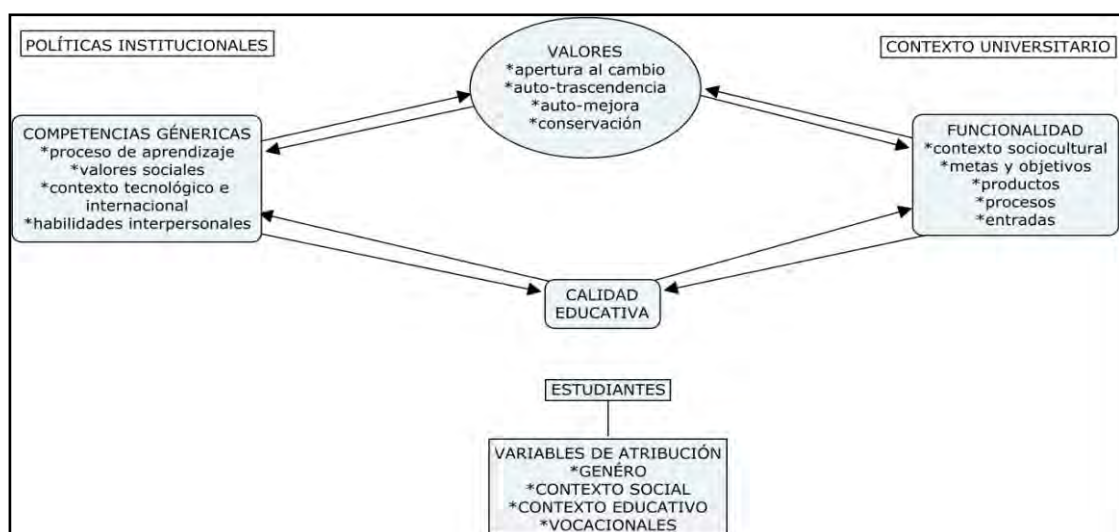 POLÍTICAS INSTITUCIONALES
VALORES
*apertura al cambio
*auto-trascendencia
*auto-mejora
*conservación
CONTEXTO UNIVERSITARIO
COMPETENCIAS GÉNERICAS
*proceso de aprendizaje
*valores sociales
*contexto tecnológico e
internacional
*habilidades interpersonales
FUNCIONALIDAD
*contexto sociocultural
*metas y objetivos
*productos
*procesos
*entradas
CALIDAD
EDUCATIVA
ESTUDIANTES
VARIABLES DE ATRIBUCIÓN
*GENÉRO
*CONTEXTO SOCIAL
*CONTEXTO EDUCATIVO
*VOCACIONALES